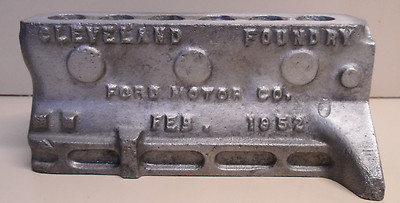 CLEVELAND FOUNDRY
FORD MOTOR CO.
FEB. 1952